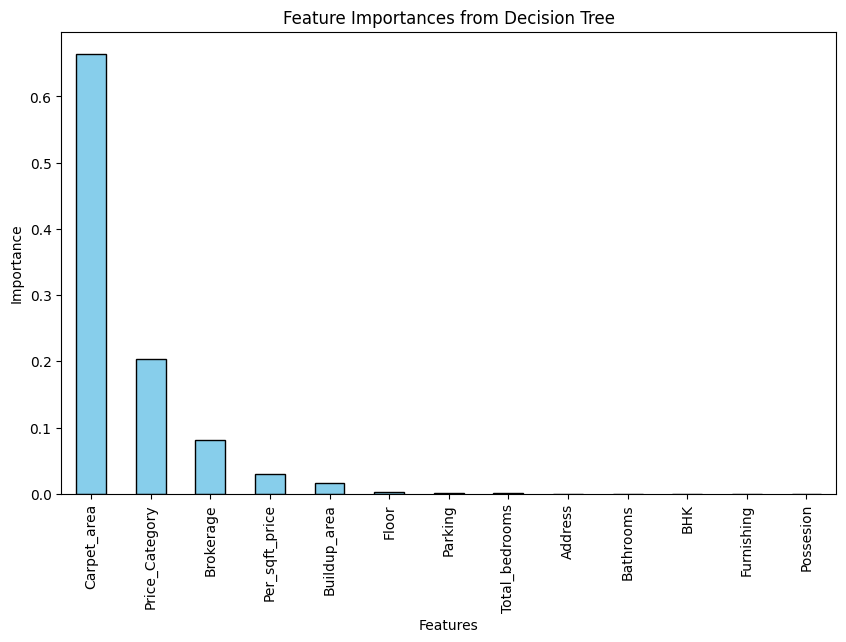 Feature Importances from Decision Tree
Importance
0.6
0.5
0.4
0.3
0.2
0.1
0.0
Carpet_area
Price_Category
Brokerage
Per_sqft_price
Buildup_area
Floor
Parking
Total_bedrooms
Address
Bathrooms
BHK
Furnishing
Possesion
Features